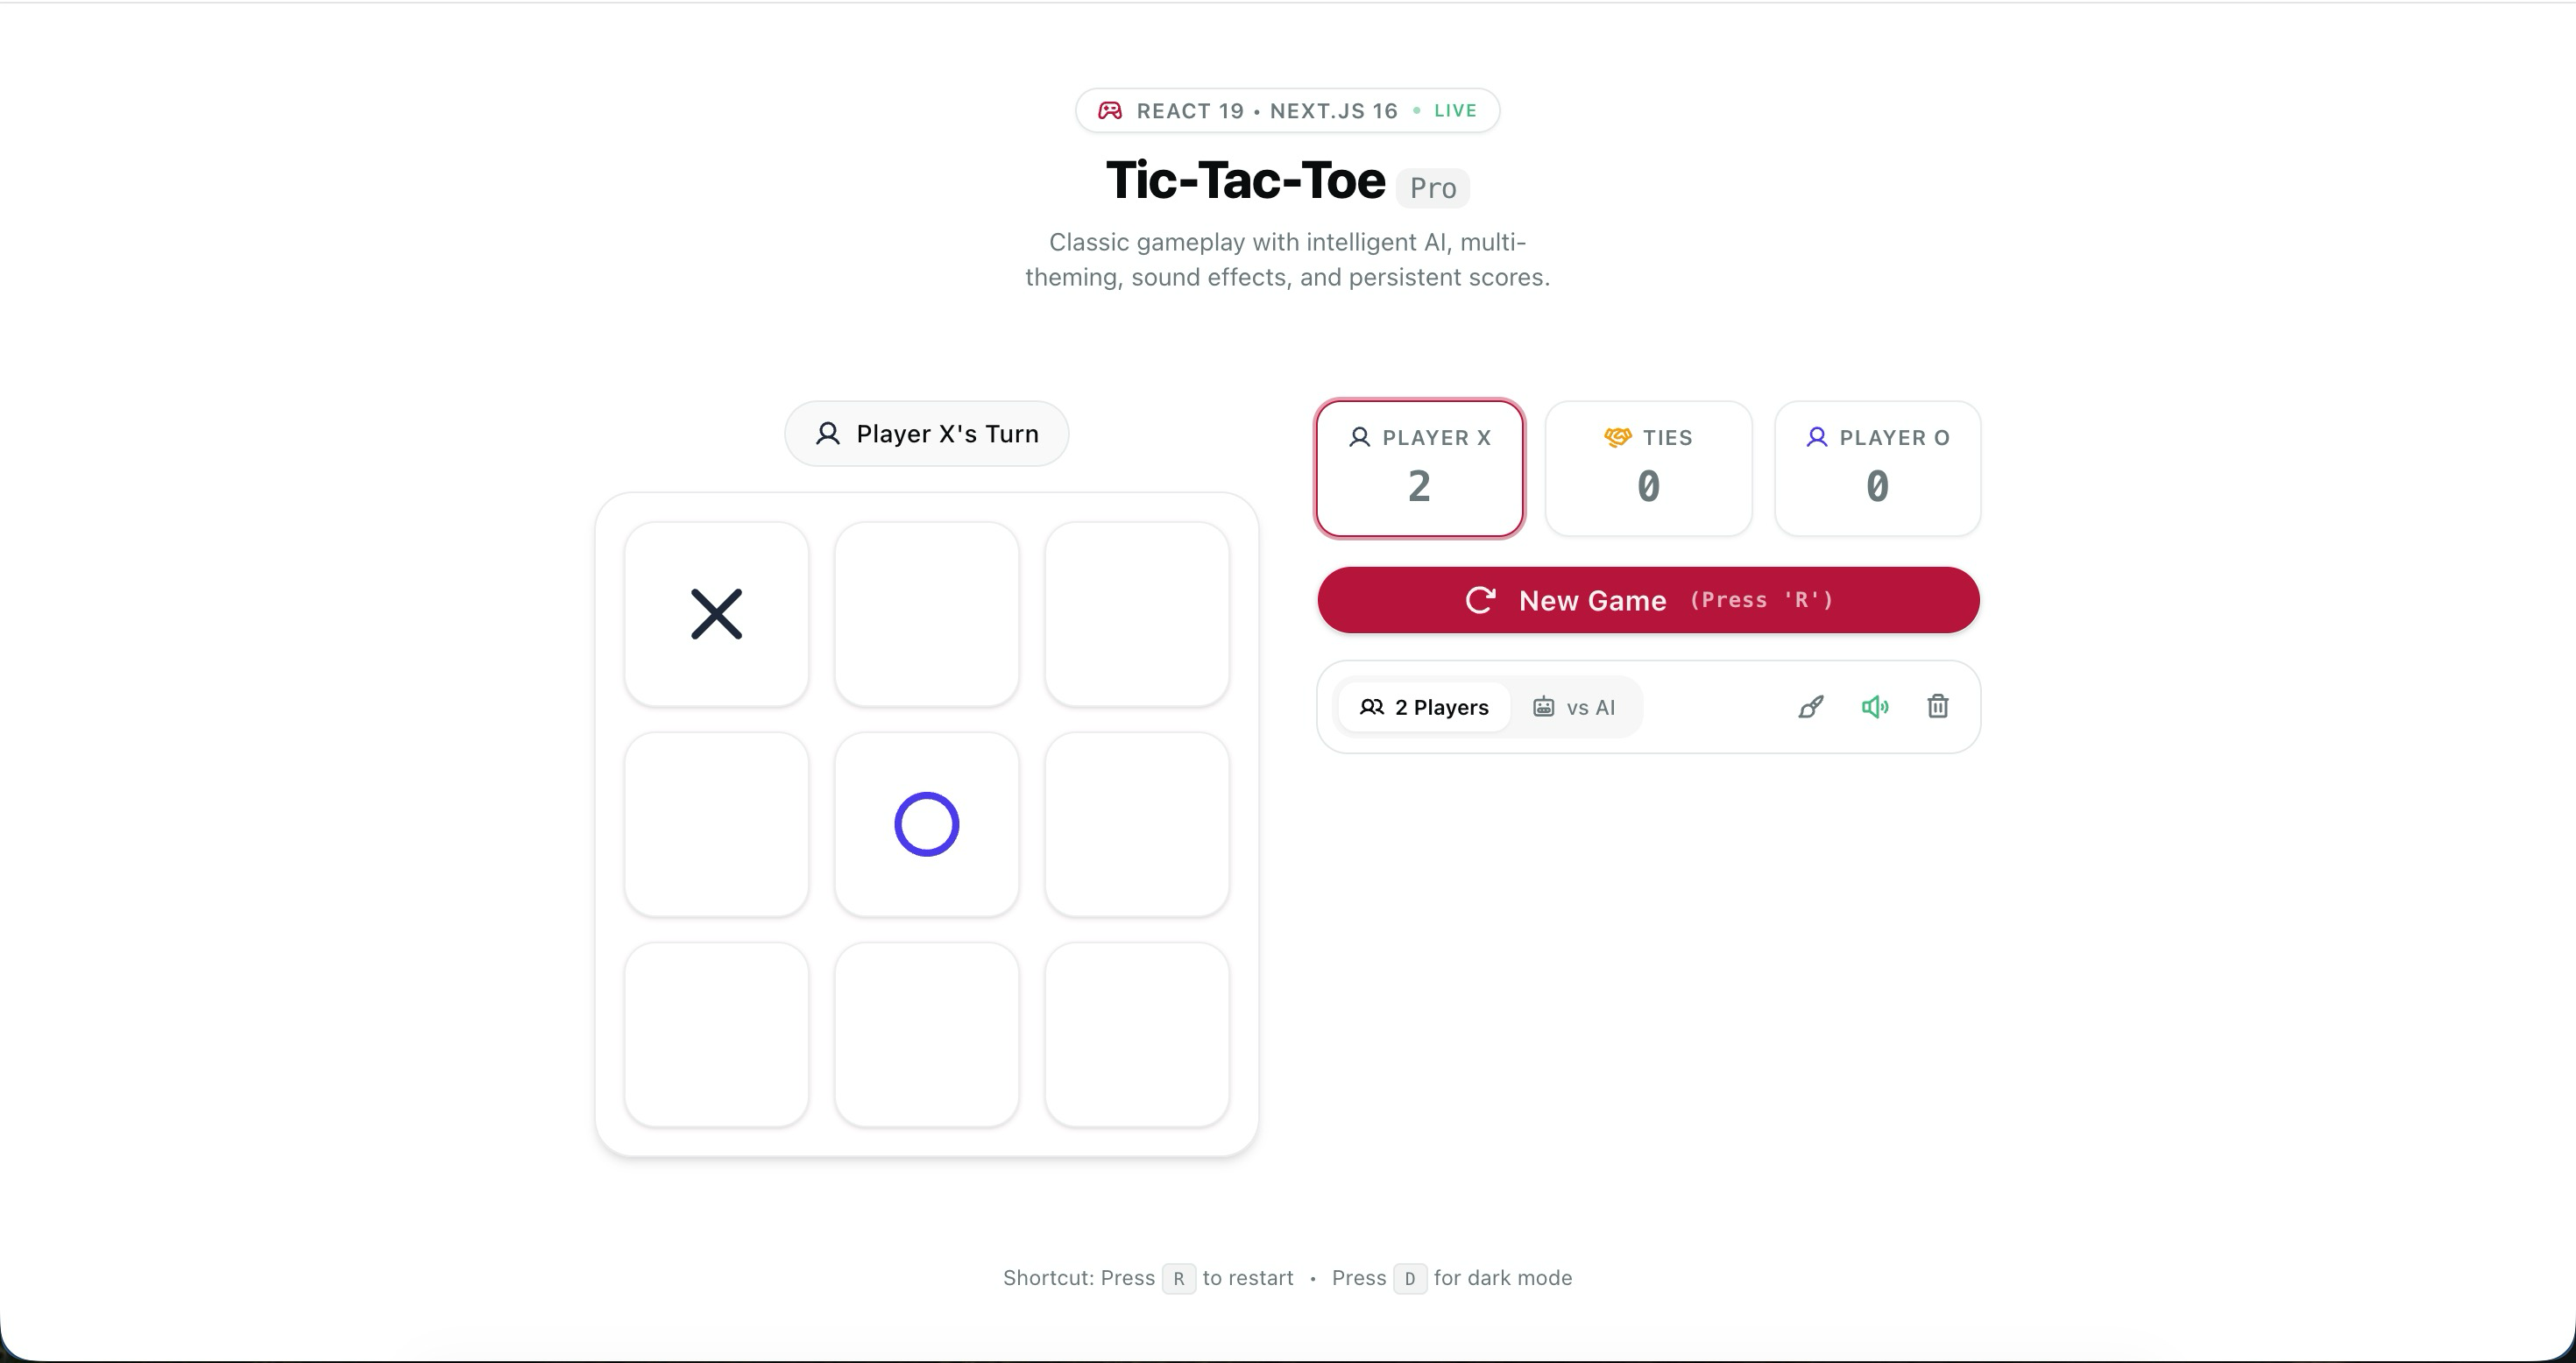 REACT 19 • NEXT.JS 16 • LIVE
Tic-Tac-Toe Pro
Classic gameplay with intelligent AI, multi-
theming, sound effects, and persistent scores.
Player X's Turn
PLAYER X
2
TIES
0
PLAYER O
0
New Game (Press 'R')
2 Players
vs AI
Shortcut: Press R to restart • Press D for dark mode